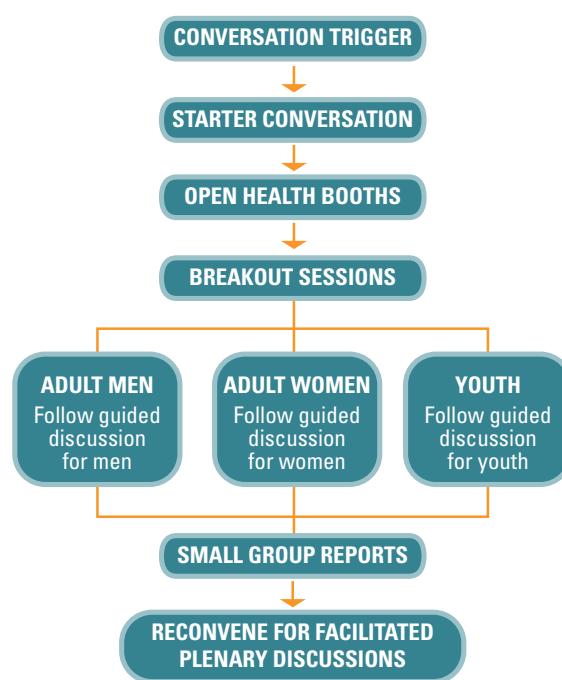 CONVERSATION TRIGGER
STARTER CONVERSATION
OPEN HEALTH BOOTHS
BREAKOUT SESSIONS
ADULT MEN
Follow guided
discussion
for men
ADULT WOMEN
Follow guided
discussion
for women
YOUTH
Follow guided
discussion
for youth
SMALL GROUP REPORTS
RECONVENE FOR FACILITATED
PLENARY DISCUSSIONS